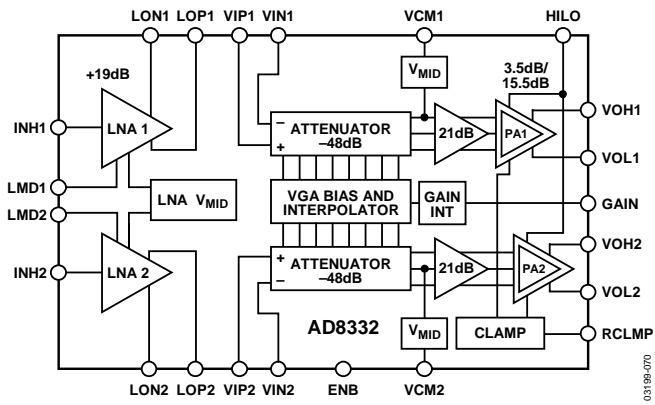 LON1 LOP1 VIP1 VIN1 VCM1 HILO
+19dB
VMID
3.5dB/
15.5dB
INH1
LNA 1
–
+
ATTENUATOR
–48dB
21dB
PA1
VOH1
VOL1
LMD1
LMD2
LNA VMID
VGA BIAS AND
INTERPOLATOR
GAIN
INT
GAIN
INH2
LNA 2
+
–
ATTENUATOR
–48dB
21dB
PA2
VOH2
VOL2
AD8332
VMID
CLAMP
RCLMP
LON2 LOP2 VIP2 VIN2 ENB VCM2
03199-070